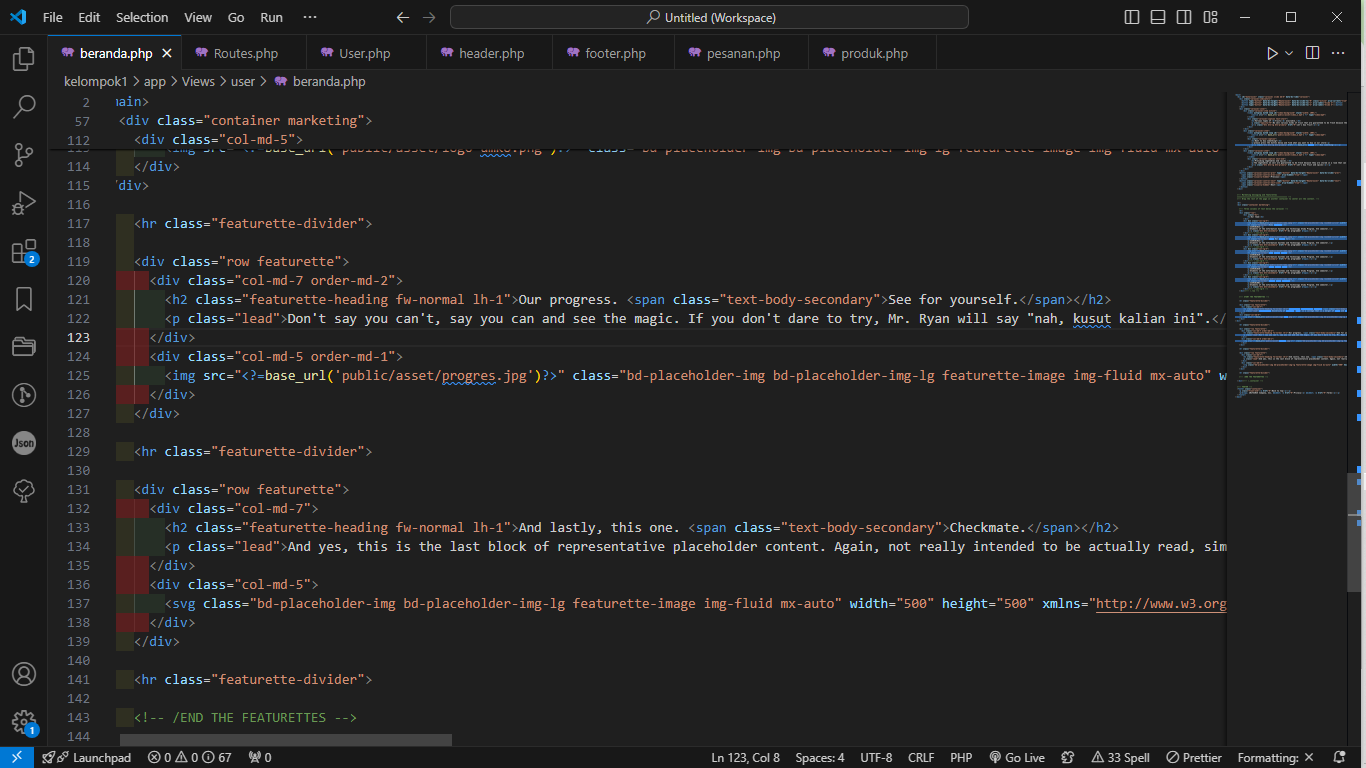 File Edit Selection View Go Run ··· Untitled (Workspace)
beranda.php Routes.php User.php header.php footer.php pesanan.php produk.php
kelompok1 > app > Views > user > beranda.php
2 main>
57 <div class="container marketing">
112 <div class="col-md-5">
114 </div>
115 /div>
116
117 <hr class="featurette-divider">
118
119 <div class="row featurette">
120 <div class="col-md-7 order-md-2">
121 <h2 class="featurette-heading fw-normal lh-1">Our progress. <span class="text-body-secondary">See for yourself.</span></h2>
122 <p class="lead">Don't say you can't, say you can and see the magic. If you don't dare to try, Mr. Ryan will say "nah, kusut kalian ini".</
123 </div>
124 <div class="col-md-5 order-md-1">
125 <img src="<?=base_url('public/asset/progres.jpg')?>" class="bd-placeholder-img bd-placeholder-img-lg featurette-image img-fluid mx-auto" w
126 </div>
127 </div>
128
129 <hr class="featurette-divider">
130
131 <div class="row featurette">
132 <div class="col-md-7">
133 <h2 class="featurette-heading fw-normal lh-1">And lastly, this one. <span class="text-body-secondary">Checkmate.</span></h2>
134 <p class="lead">And yes, this is the last block of representative placeholder content. Again, not really intended to be actually read, sim
135 </div>
136 <div class="col-md-5">
137 <svg class="bd-placeholder-img bd-placeholder-img-lg featurette-image img-fluid mx-auto" width="500" height="500" xmlns="http://www.w3.org
138 </div>
139 </div>
140
141 <hr class="featurette-divider">
142
143 <!-- /END THE FEATURETTES -->
144
2
Json
1
Launchpad 0 0 67 0 Ln 123, Col 8 Spaces: 4 UTF-8 CRLF PHP Go Live 33 Spell Prettier Formatting: ×